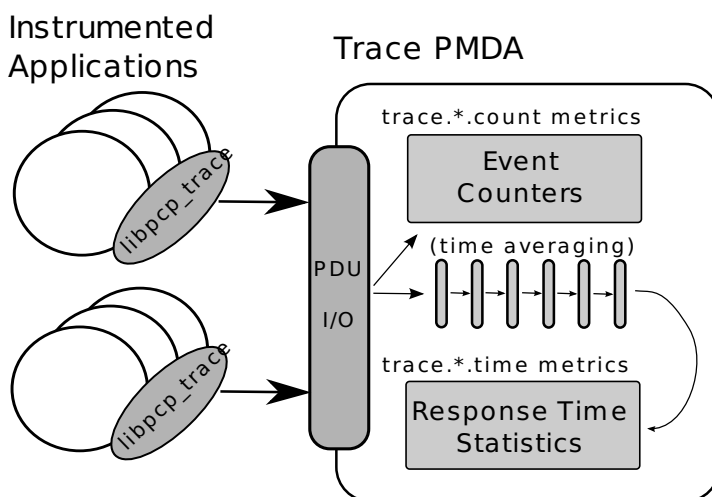 Instrumented
Applications
Trace PMDA
trace.*.count metrics
Event
Counters
libpcp_trace
(time averaging)
PDU
I/O
trace.*.time metrics
libpcp_trace
Response Time
Statistics